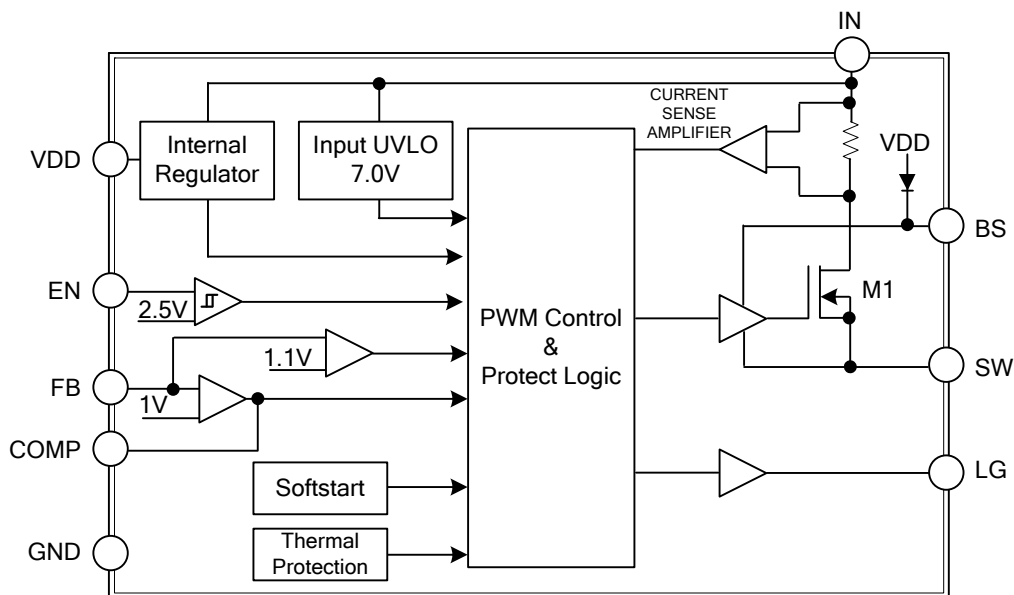 IN
CURRENT
SENSE
AMPLIFIER
VDD
Internal
Regulator
Input UVLO
7.0V
VDD
BS
EN
2.5V
M1
PWM Control
&
Protect Logic
1.1V
FB
1V
SW
COMP
Softstart
LG
GND
Thermal
Protection